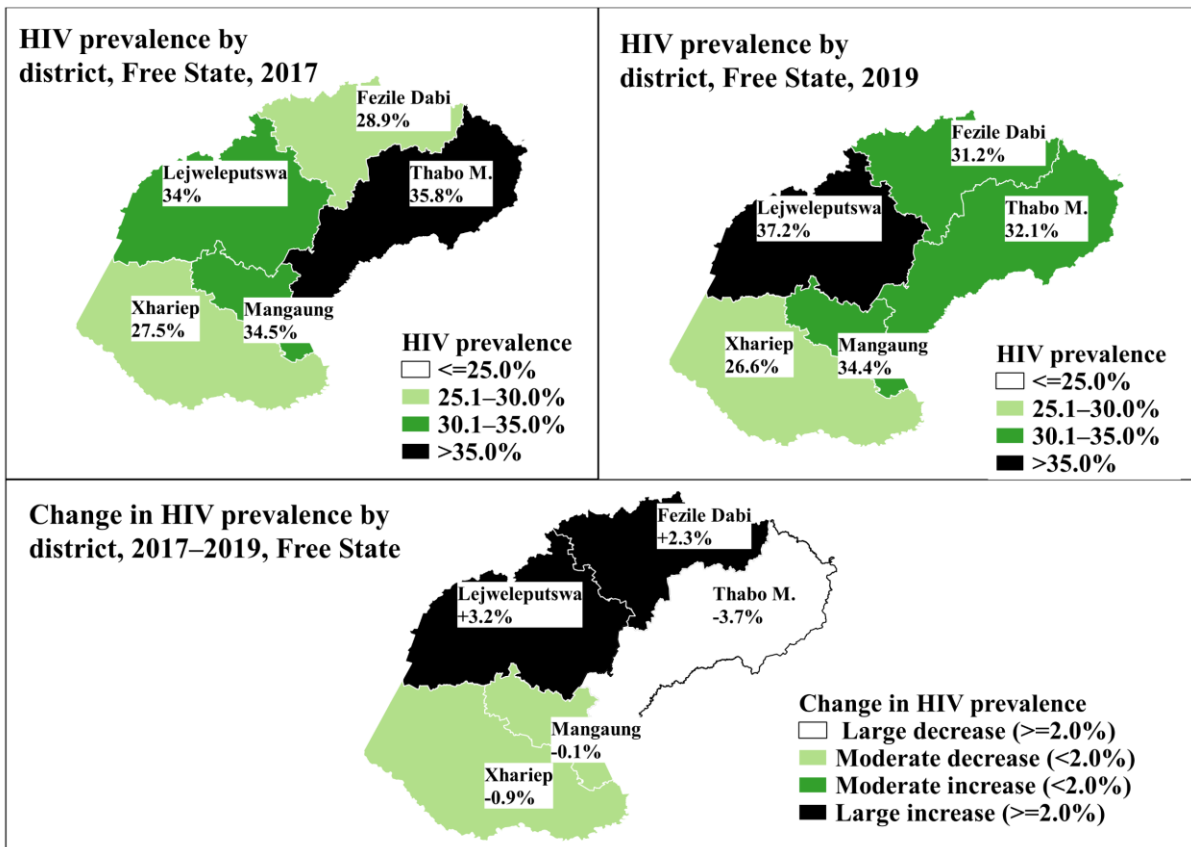 HIV prevalence by
district, Free State, 2017
Fezile Dabi
28.9%
Lejweleputswa
34%
Thabo M.
35.8%
Xhariep
27.5%
Mangaung
34.5%
HIV prevalence
<=25.0%
25.1–30.0%
30.1–35.0%
>35.0%
HIV prevalence by
district, Free State, 2019
Fezile Dabi
31.2%
Lejweleputswa
37.2%
Thabo M.
32.1%
Xhariep
26.6%
Mangaung
34.4%
HIV prevalence
<=25.0%
25.1–30.0%
30.1–35.0%
>35.0%
Change in HIV prevalence by
district, 2017–2019, Free State
Fezile Dabi
+2.3%
Lejweleputswa
+3.2%
Thabo M.
-3.7%
Mangaung
-0.1%
Xhariep
-0.9%
Change in HIV prevalence
Large decrease (>=2.0%)
Moderate decrease (<2.0%)
Moderate increase (<2.0%)
Large increase (>=2.0%)